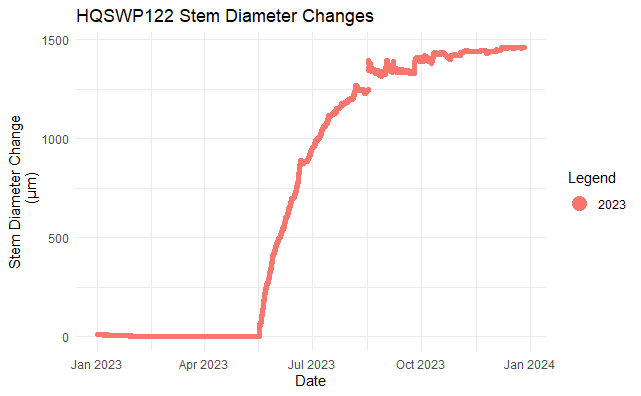 HQSWP122 Stem Diameter Changes
Stem Diameter Change
(μm)
1500
1000
500
0
Jan 2023
Apr 2023
Jul 2023
Oct 2023
Jan 2024
Date
Legend
2023